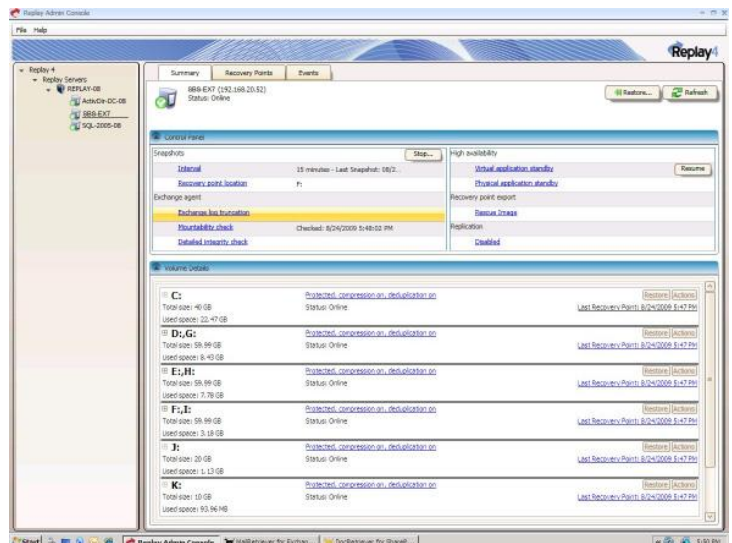 Replay Admin Console
File Help
Replay4
Replay 4
Replay Servers
REPLAY-08
ActivDir-DC-08
BB8-EX7
SQL-2005-08
Summary Recovery Points Events
BB8-EX7 (192.168.20.52)
Status: Online
Restore... Refresh
Control Panel
Snapshots Stop...
Interval 15 minutes - Last Snapshot: 08/2...
Recovery point location F:
Exchange agent
Exchange log truncation
Mountability check Checked: 8/24/2009 5:48:02 PM
Detailed integrity check
High availability
Virtual application standby Resume
Physical application standby
Recovery point export
Rescue Image
Replication
Disabled
Volume Details
C: Protected, compression on, deduplication on Restore Actions
Total size: 40 GB Status: Online Last Recovery Point: 8/24/2009 5:47 PM
Used space: 22.47 GB
D:,G: Protected, compression on, deduplication on Restore Actions
Total size: 59.99 GB Status: Online Last Recovery Point: 8/24/2009 5:47 PM
Used space: 8.43 GB
E:,H: Protected, compression on, deduplication on Restore Actions
Total size: 59.99 GB Status: Online Last Recovery Point: 8/24/2009 5:47 PM
Used space: 7.78 GB
F:,I: Protected, compression on, deduplication on Restore Actions
Total size: 59.99 GB Status: Online Last Recovery Point: 8/24/2009 5:47 PM
Used space: 3.18 GB
J: Protected, compression on, deduplication on Restore Actions
Total size: 20 GB Status: Online Last Recovery Point: 8/24/2009 5:47 PM
Used space: 1.13 GB
K: Protected, compression on, deduplication on Restore Actions
Total size: 10 GB Status: Online Last Recovery Point: 8/24/2009 5:47 PM
Used space: 93.96 MB
Start Replay Admin Console MailRetriever for Exchan... DocRetriever for ShareP... 5:50 PM